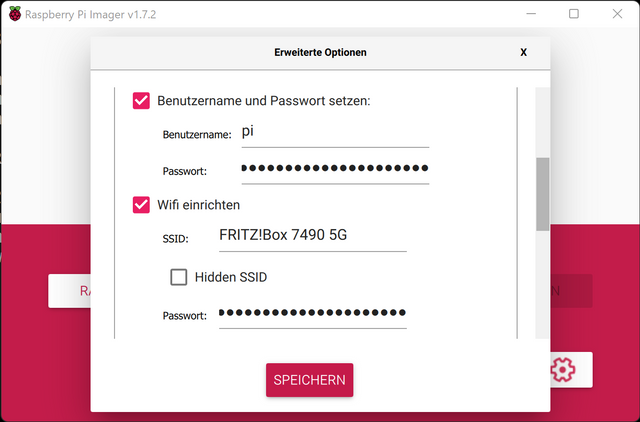 Raspberry Pi Imager v1.7.2
Erweiterte Optionen
X
Benutzername und Passwort setzen:
Benutzername: pi
Passwort: ●●●●●●●●●●●●●●●●●●●●
Wifi einrichten
SSID: FRITZ!Box 7490 5G
Hidden SSID
Passwort: ●●●●●●●●●●●●●●●●●●●●
RA
N
SPEICHERN